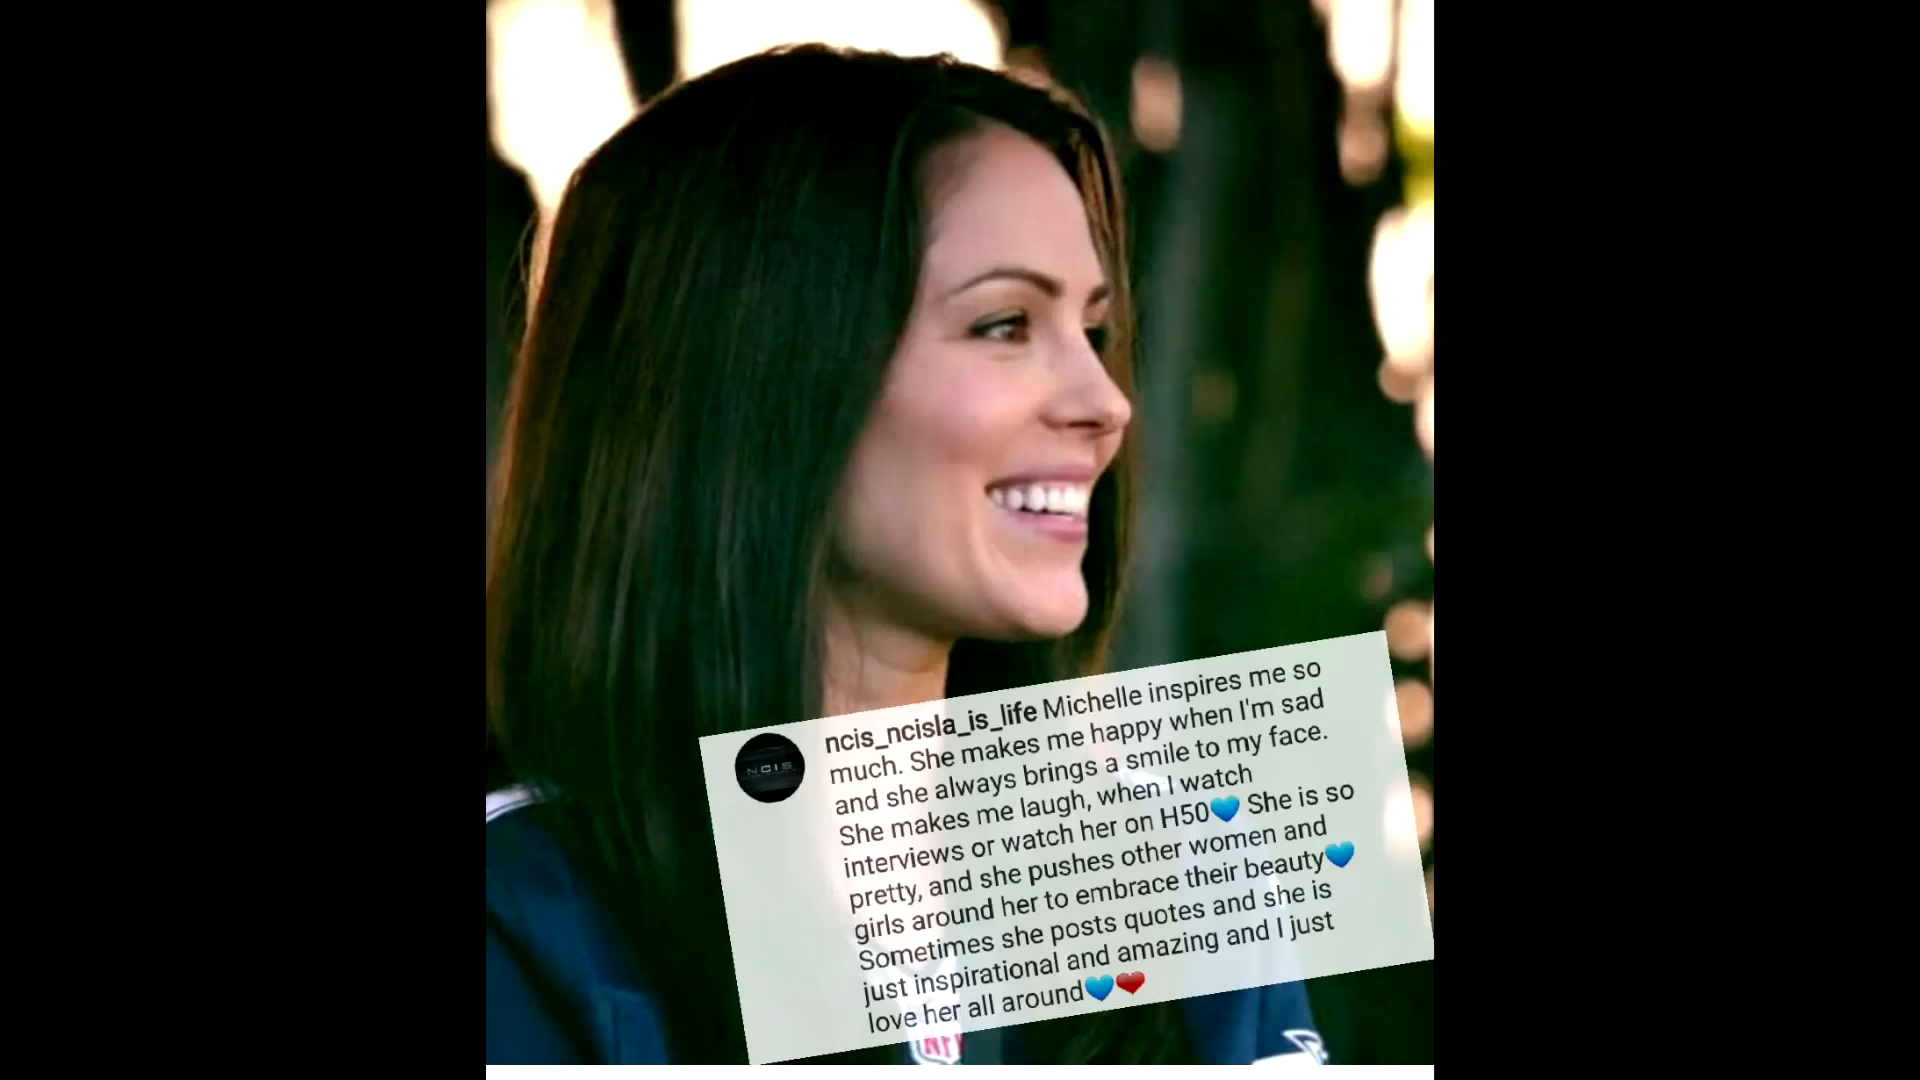 ncis_ncisla_is_life Michelle inspires me so
much. She makes me happy when I'm sad
and she always brings a smile to my face.
She makes me laugh, when I watch
interviews or watch her on H50💙 She is so
pretty, and she pushes other women and
girls around her to embrace their beauty💙
Sometimes she posts quotes and she is
just inspirational and amazing and I just
love her all around💙❤️
NCIS
NFL